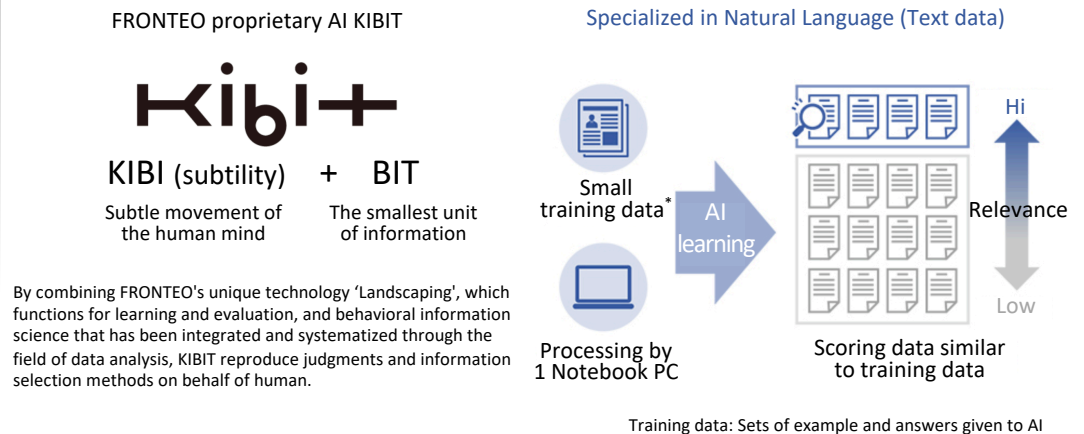 FRONTEO proprietary AI KIBIT
Kibit
KIBI (subtility) + BIT
Subtle movement of
the human mind
The smallest unit
of information
By combining FRONTEO's unique technology ‘Landscaping', which
functions for learning and evaluation, and behavioral information
science that has been integrated and systematized through the
field of data analysis, KIBIT reproduce judgments and information
selection methods on behalf of human.
Specialized in Natural Language (Text data)
Small
training data*
Processing by
1 Notebook PC
AI
learning
Hi
Relevance
Low
Scoring data similar
to training data
Training data: Sets of example and answers given to AI